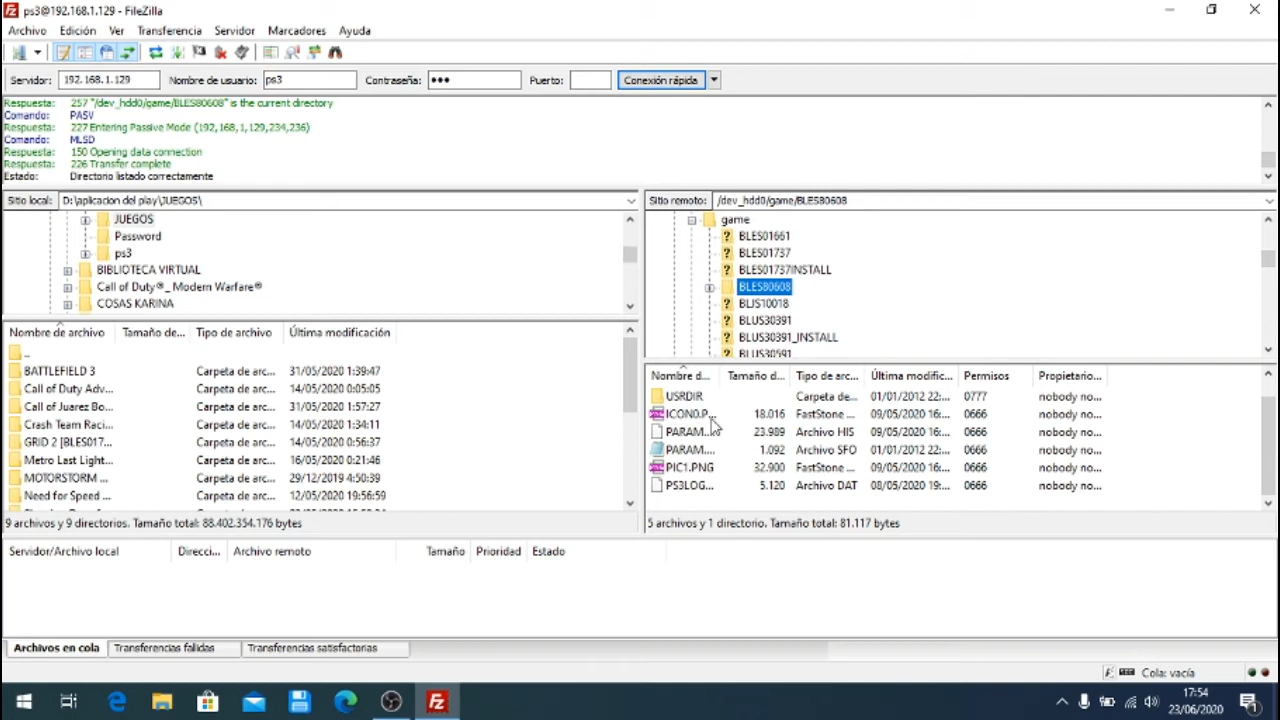 ps3@192.168.1.129 - FileZilla
Archivo Edición Ver Transferencia Servidor Marcadores Ayuda
Servidor: 192.168.1.129 Nombre de usuario: ps3 Contraseña: ●●● Puerto: Conexión rápida
Respuesta: 257 "/dev_hdd0/game/BLES80608" is the current directory
Comando: PASV
Respuesta: 227 Entering Passive Mode (192,168,1,129,234,236)
Comando: MLSD
Respuesta: 150 Opening data connection
Respuesta: 226 Transfer complete
Estado: Directorio listado correctamente
Sitio local: D:\aplicacion del play\JUEGOS\
JUEGOS
Password
ps3
BIBLIOTECA VIRTUAL
Call of Duty®_ Modern Warfare®
COSAS KARINA
Sitio remoto: /dev_hdd0/game/BLES80608
game
BLES01661
BLES01737
BLES01737INSTALL
BLES80608
BLJS10018
BLUS30391
BLUS30391_INSTALL
BLUS30591
Nombre de archivo Tamaño de... Tipo de archivo Última modificación
..
BATTLEFIELD 3 Carpeta de arc... 31/05/2020 1:39:47
Call of Duty Adv... Carpeta de arc... 14/05/2020 0:05:05
Call of Juarez Bo... Carpeta de arc... 31/05/2020 1:57:27
Crash Team Raci... Carpeta de arc... 14/05/2020 1:34:11
GRID 2 [BLES017... Carpeta de arc... 14/05/2020 0:56:37
Metro Last Light... Carpeta de arc... 16/05/2020 0:21:46
MOTORSTORM ... Carpeta de arc... 29/12/2019 4:50:39
Need for Speed ... Carpeta de arc... 12/05/2020 19:56:59
9 archivos y 9 directorios. Tamaño total: 88.402.354.176 bytes
Nombre d... Tamaño d... Tipo de arc... Última modific... Permisos Propietario...
USRDIR Carpeta de... 01/01/2012 22:... 0777 nobody no...
ICON0.P... 18.016 FastStone ... 09/05/2020 16:... 0666 nobody no...
PARAM.... 23.989 Archivo HIS 09/05/2020 16:... 0666 nobody no...
PARAM.... 1.092 Archivo SFO 01/01/2012 22:... 0666 nobody no...
PIC1.PNG 32.900 FastStone ... 09/05/2020 16:... 0666 nobody no...
PS3LOG... 5.120 Archivo DAT 08/05/2020 19:... 0666 nobody no...
5 archivos y 1 directorio. Tamaño total: 81.117 bytes
Servidor/Archivo local Direcci... Archivo remoto Tamaño Prioridad Estado
Archivos en cola Transferencias fallidas Transferencias satisfactorias
Cola: vacía
17:54
23/06/2020